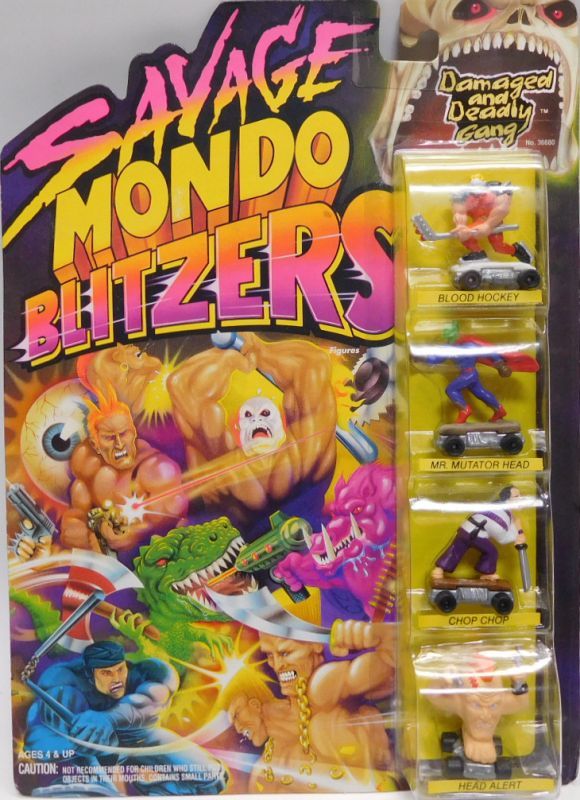 SAVAGE
MONDO
BLITZERS
Figures
Damaged
and
Deadly
Gang
TM
No. 36680
BLOOD HOCKEY
MR. MUTATOR HEAD
CHOP CHOP
HEAD ALERT
AGES 4 & UP
CAUTION: NOT RECOMMENDED FOR CHILDREN WHO STILL
OBJECTS IN THEIR MOUTHS. CONTAINS SMALL PARTS